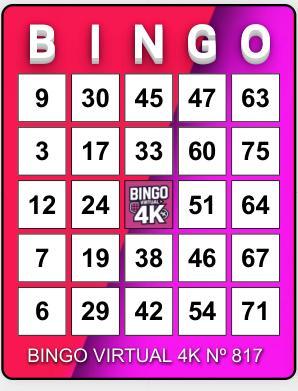 B I N G O
9 30 45 47 63
3 17 33 60 75
12 24 BINGO VIRTUAL 4K 51 64
7 19 38 46 67
6 29 42 54 71
BINGO VIRTUAL 4K Nº 817